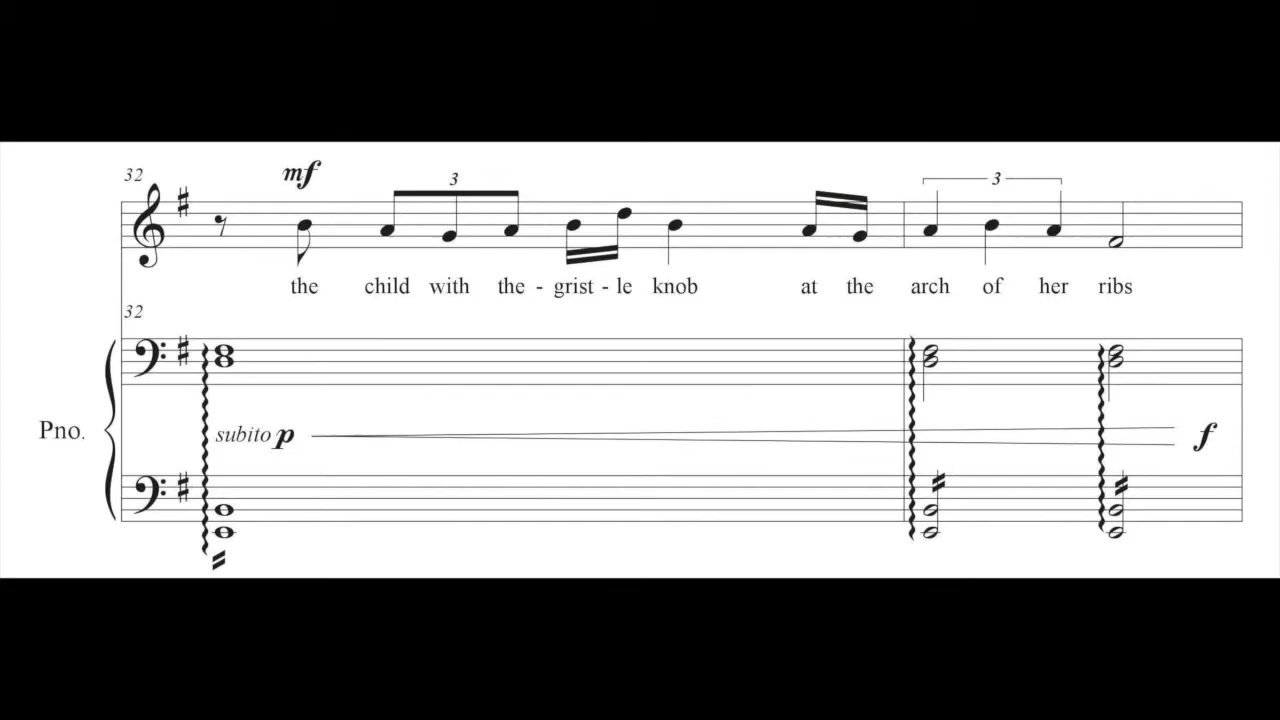 32
mf
3
3
the child with the - grist - le knob at the arch of her ribs
32
Pno.
subito p
f